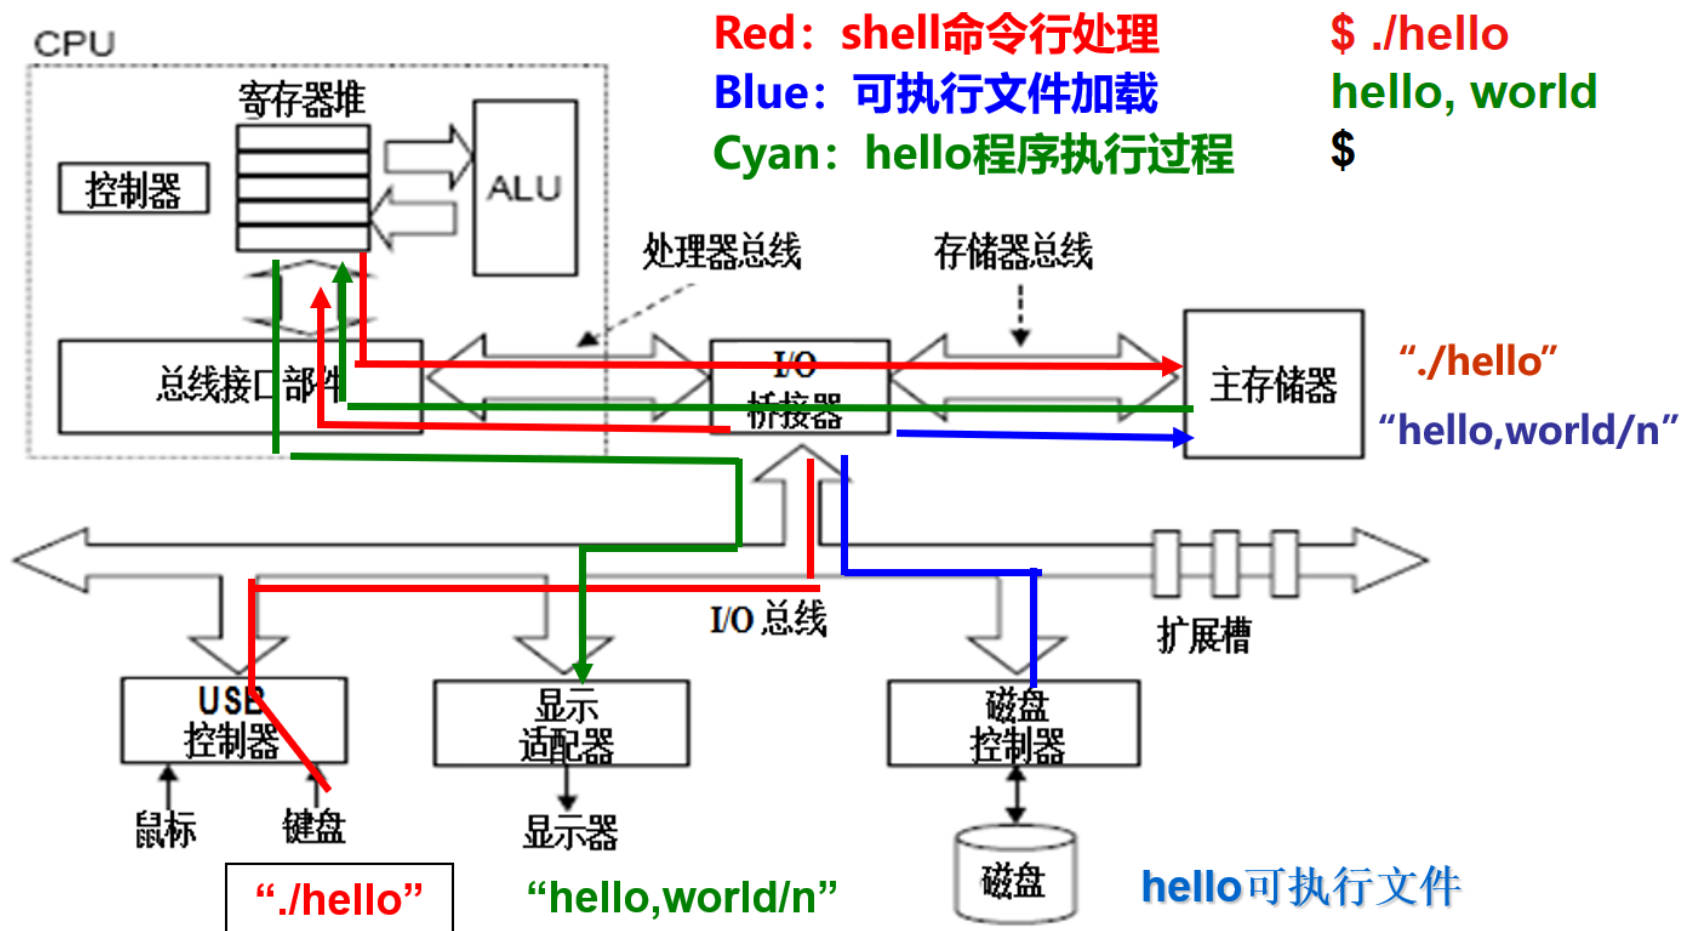 CPU
Red：shell命令行处理
$ ./hello
Blue：可执行文件加载
hello, world
Cyan：hello程序执行过程
$
寄存器堆
控制器
ALU
处理器总线
存储器总线
总线接口部件
I/O
桥接器
主存储器
“./hello”
“hello,world/n”
I/O 总线
扩展槽
USB
控制器
显示
适配器
磁盘
控制器
鼠标
键盘
显示器
磁盘
“./hello”
“hello,world/n”
hello可执行文件